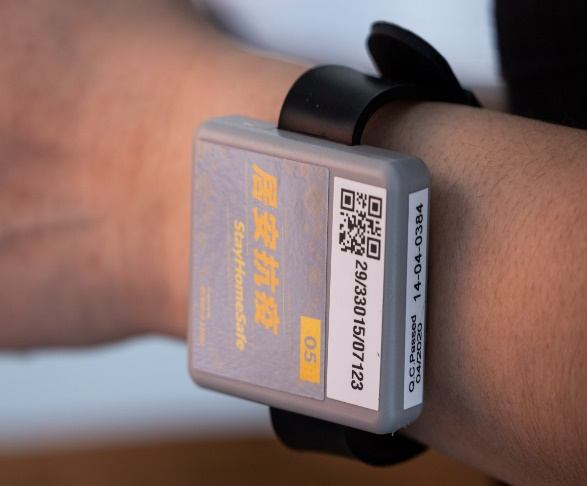 居安抗疫
StayHomeSafe
05
29/33015/07123
Q.C.Passed 14-04-0384
04/2020